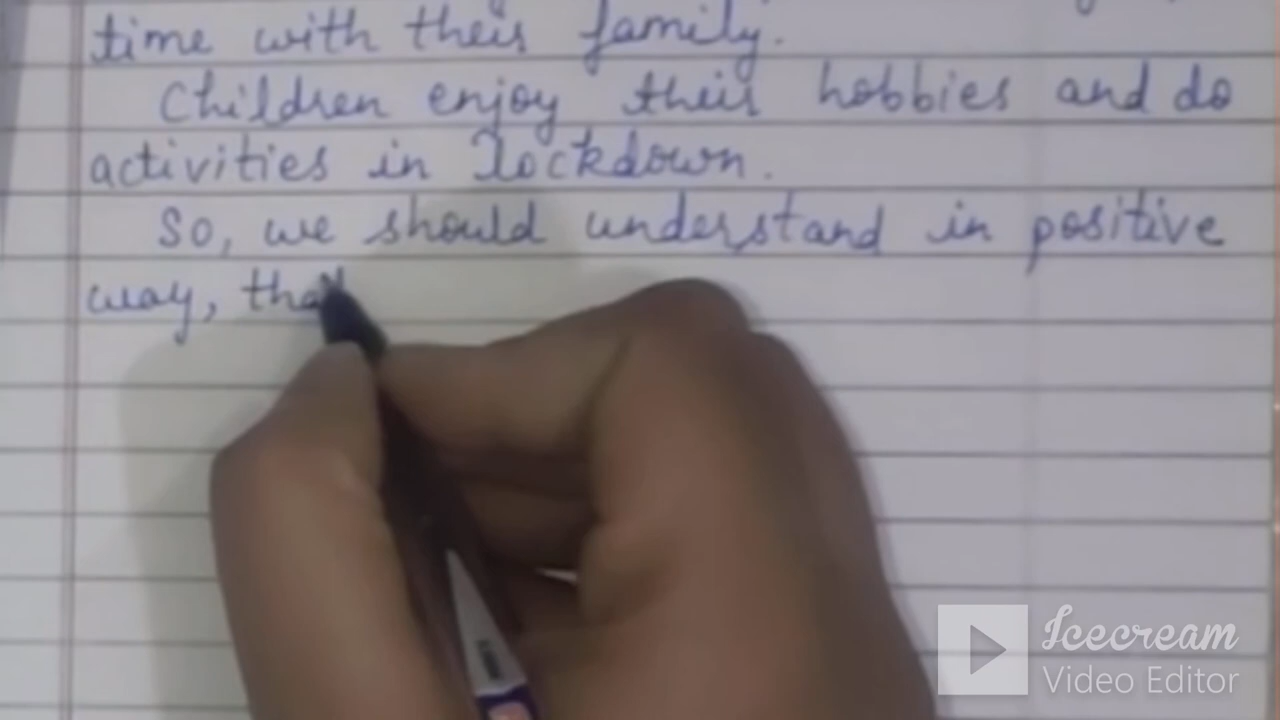 time with their family.
Children enjoy their hobbies and do
activities in lockdown.
So, we should understand in positive
way, that
Icecream
Video Editor